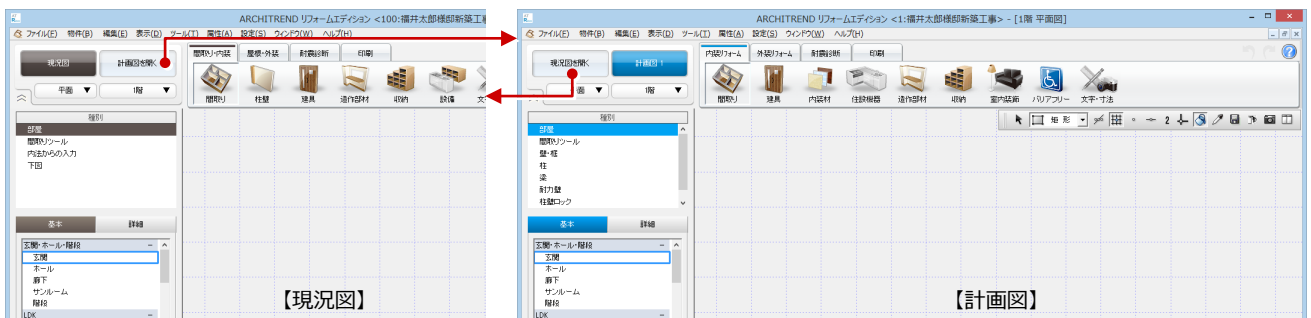 ARCHITREND リフォームエディション <100:福井太郎様邸新築工事
ファイル(F) 物件(B) 編集(E) 表示(D) ツール(T) 属性(A) 設定(S) ウィンドウ(W) ヘルプ(H)
現況図 計画図を開く
平面 ▼ 1階 ▼
間取り・内装 屋根・外装 耐震診断 印刷
間取り 柱壁 建具 造作部材 収納 設備
種別
部屋
間取りツール
内法からの入力
下図
基本 詳細
玄関・ホール・階段 −
玄関
ホール
廊下
サンルーム
階段
LDK −
【現況図】
ARCHITREND リフォームエディション <1:福井太郎様邸新築工事> - [1階 平面図]
ファイル(F) 物件(B) 編集(E) 表示(D) ツール(T) 属性(A) 設定(S) ウィンドウ(W) ヘルプ(H)
現況図を開く 計画図 1
面 ▼ 1階 ▼
内装リフォーム 外装リフォーム 耐震診断 印刷
間取り 建具 内装材 住設機器 造作部材 収納 室内装飾 バリアフリー 文字・寸法
矩形 2
種別
部屋
間取りツール
壁・框
柱
梁
耐力壁
柱壁ロック
基本 詳細
玄関・ホール・階段 −
玄関
ホール
廊下
サンルーム
階段
LDK −
【計画図】